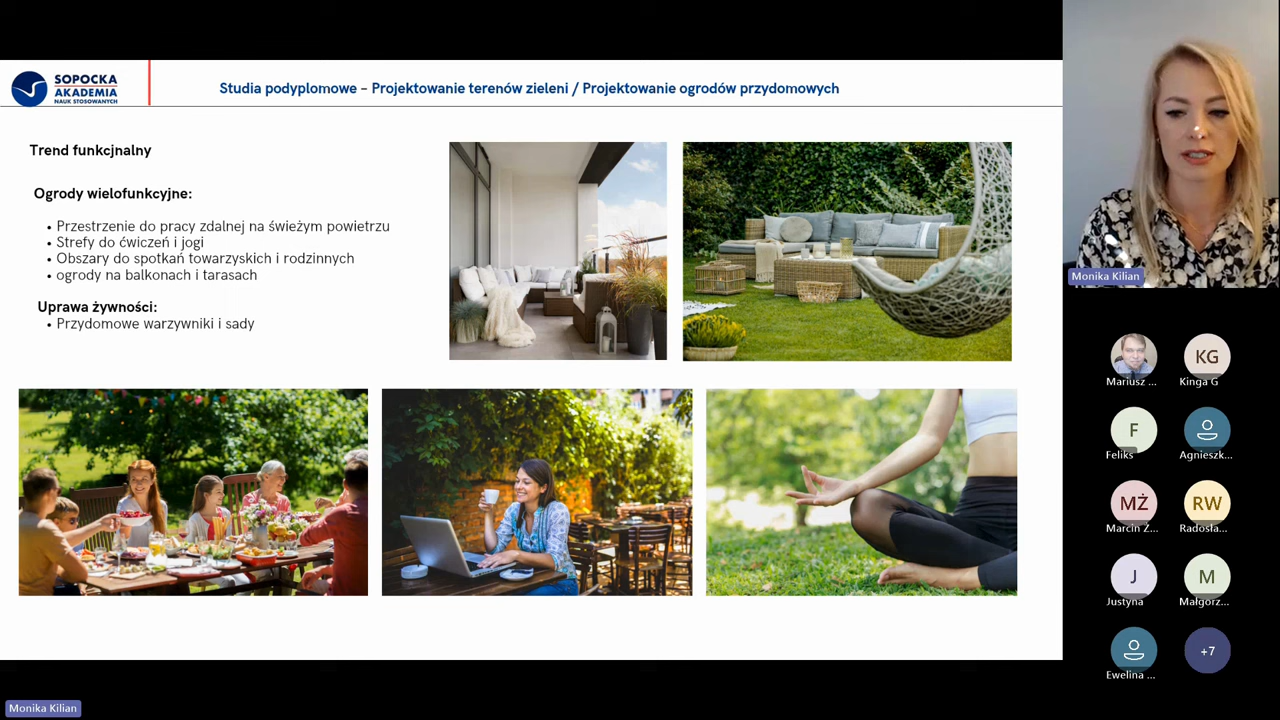 SOPOCKA
AKADEMIA
NAUK STOSOWANYCH
Studia podyplomowe – Projektowanie terenów zieleni / Projektowanie ogrodów przydomowych
Trend funkcjnalny
Ogrody wielofunkcyjne:
• Przestrzenie do pracy zdalnej na świeżym powietrzu
• Strefy do ćwiczeń i jogi
• Obszary do spotkań towarzyskich i rodzinnych
• ogrody na balkonach i tarasach
Uprawa żywności:
• Przydomowe warzywniki i sady
Monika Kilian
Mariusz ...
KG
Kinga G
F
Feliks
Agnieszk...
MŻ
Marcin Ż...
RW
Radosła...
J
Justyna
M
Małgorz...
Ewelina ...
+7
Monika Kilian